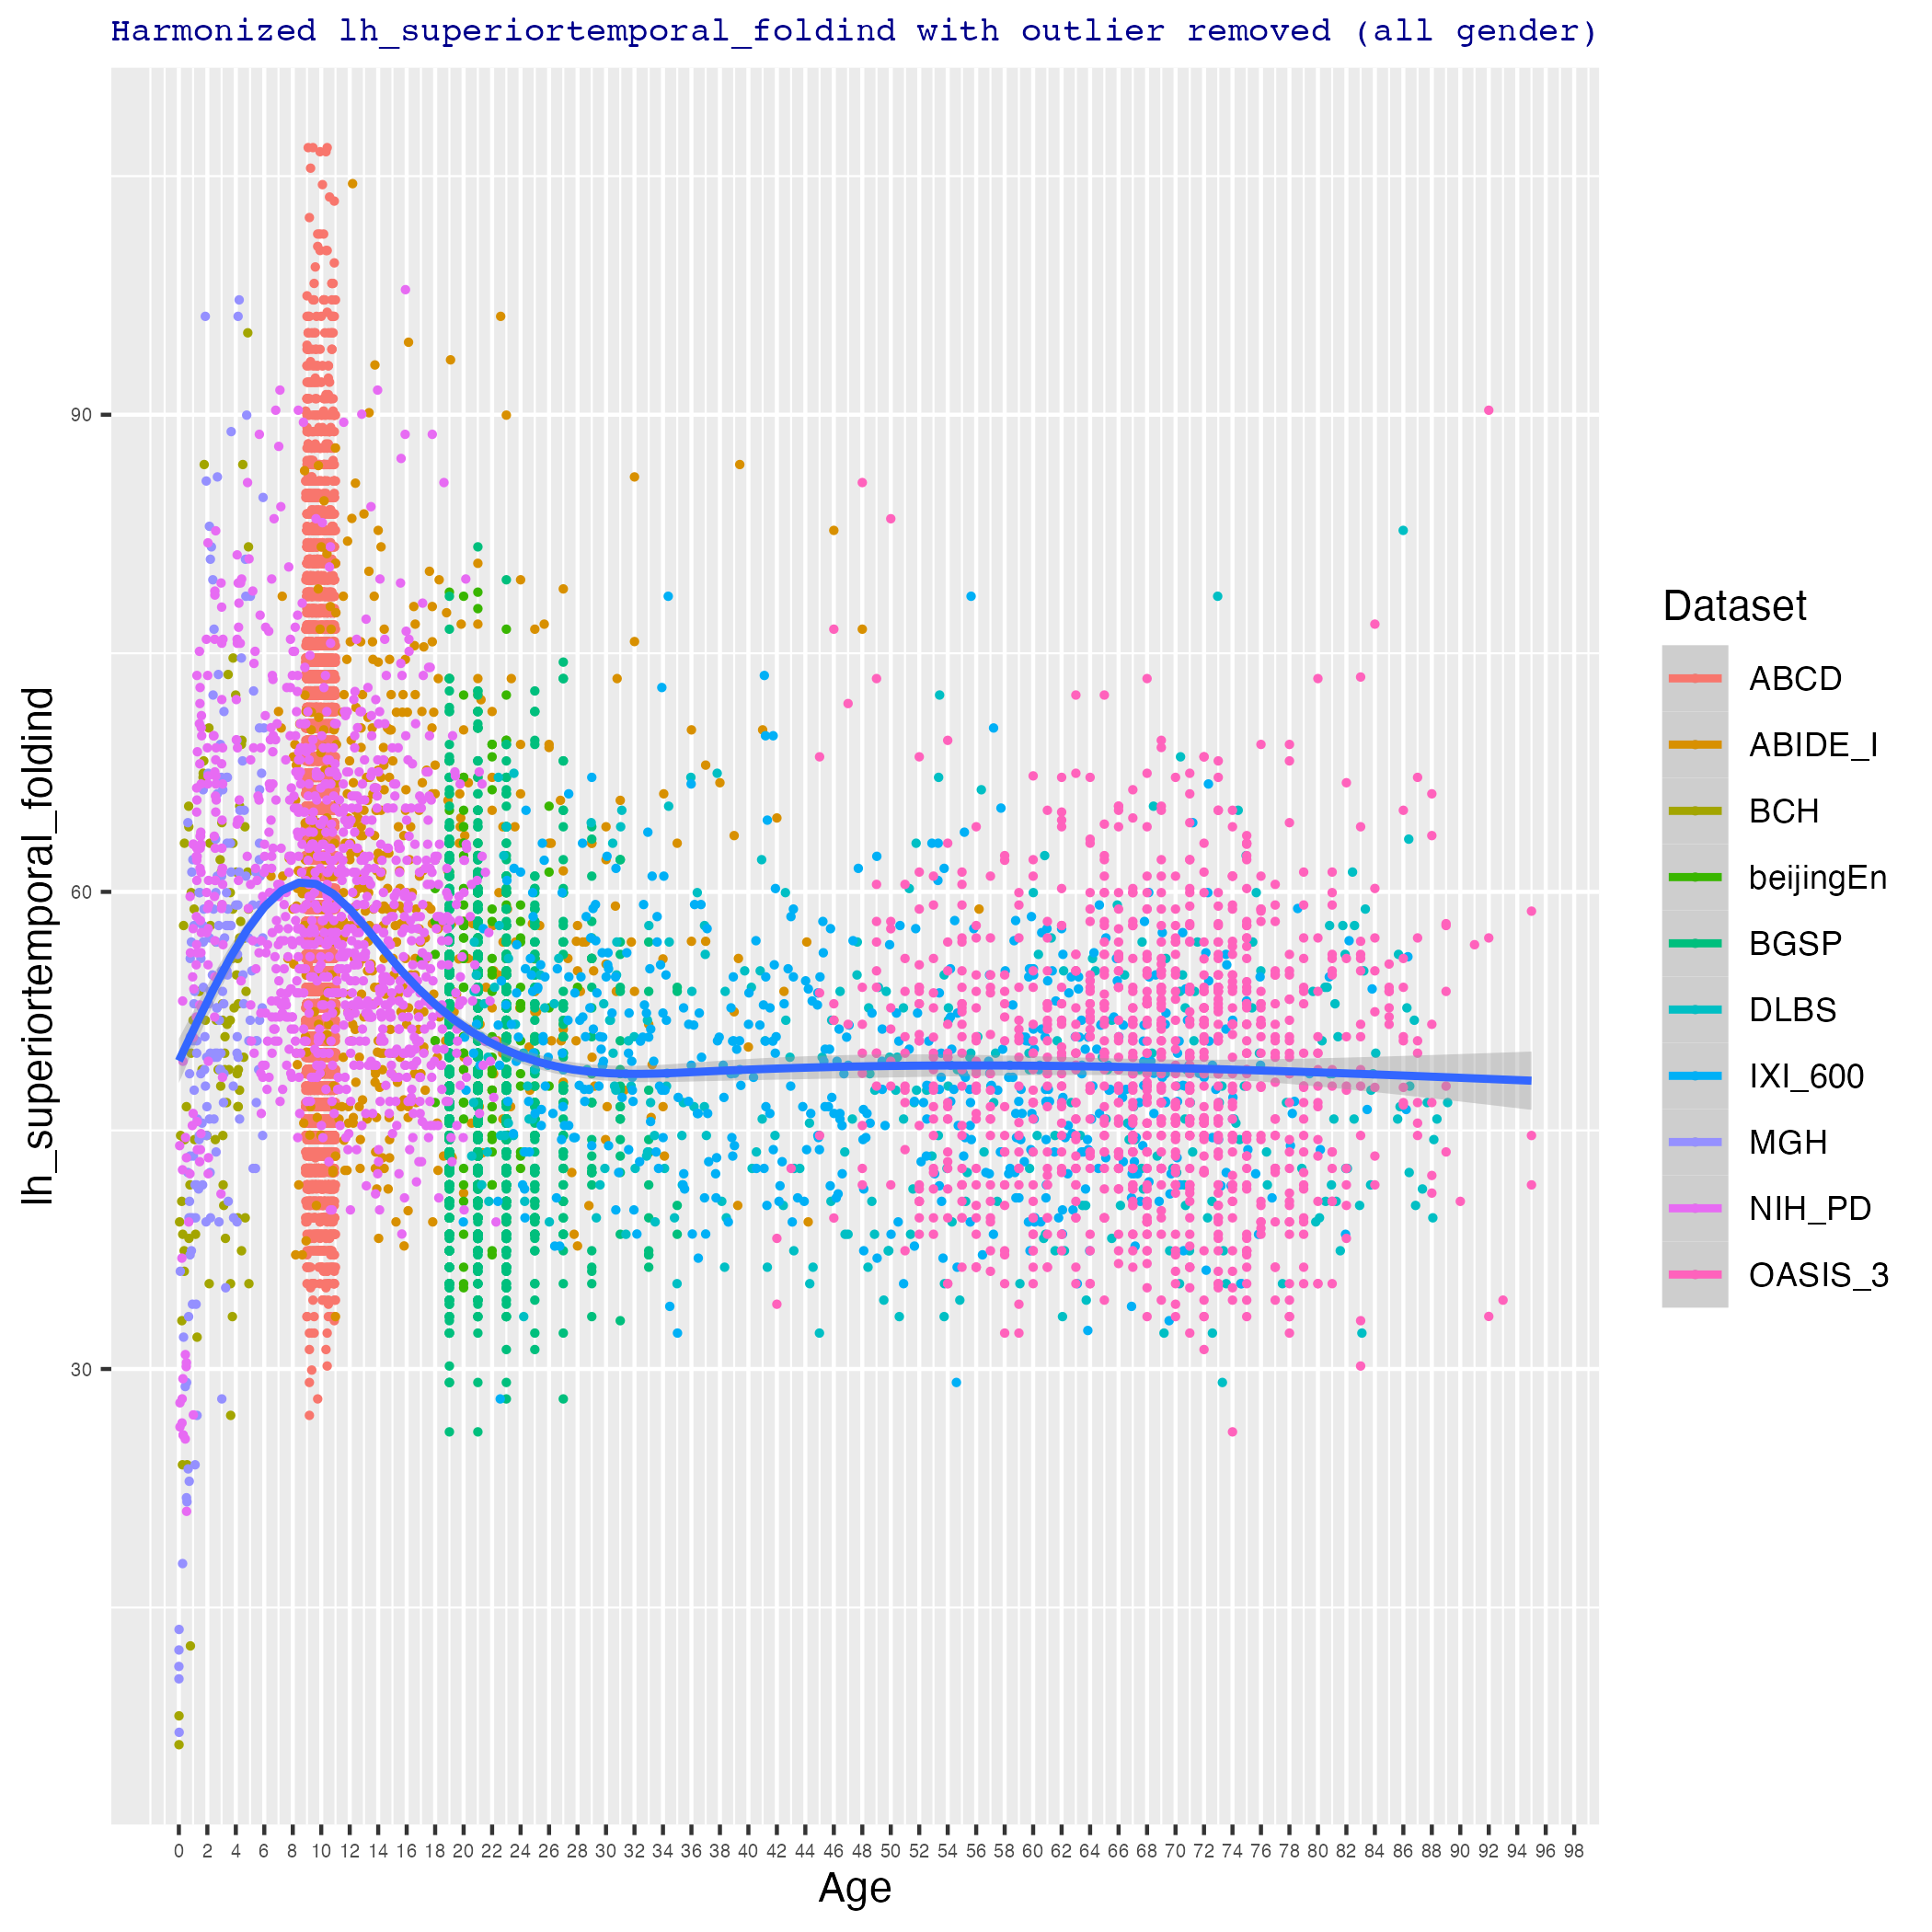 Harmonized lh_superiortemporal_foldind with outlier removed (all gender)
lh_superiortemporal_foldind
90
60
30
0 2 4 6 8 10 12 14 16 18 20 22 24 26 28 30 32 34 36 38 40 42 44 46 48 50 52 54 56 58 60 62 64 66 68 70 72 74 76 78 80 82 84 86 88 90 92 94 96 98
Age
Dataset
ABCD
ABIDE_I
BCH
beijingEn
BGSP
DLBS
IXI_600
MGH
NIH_PD
OASIS_3